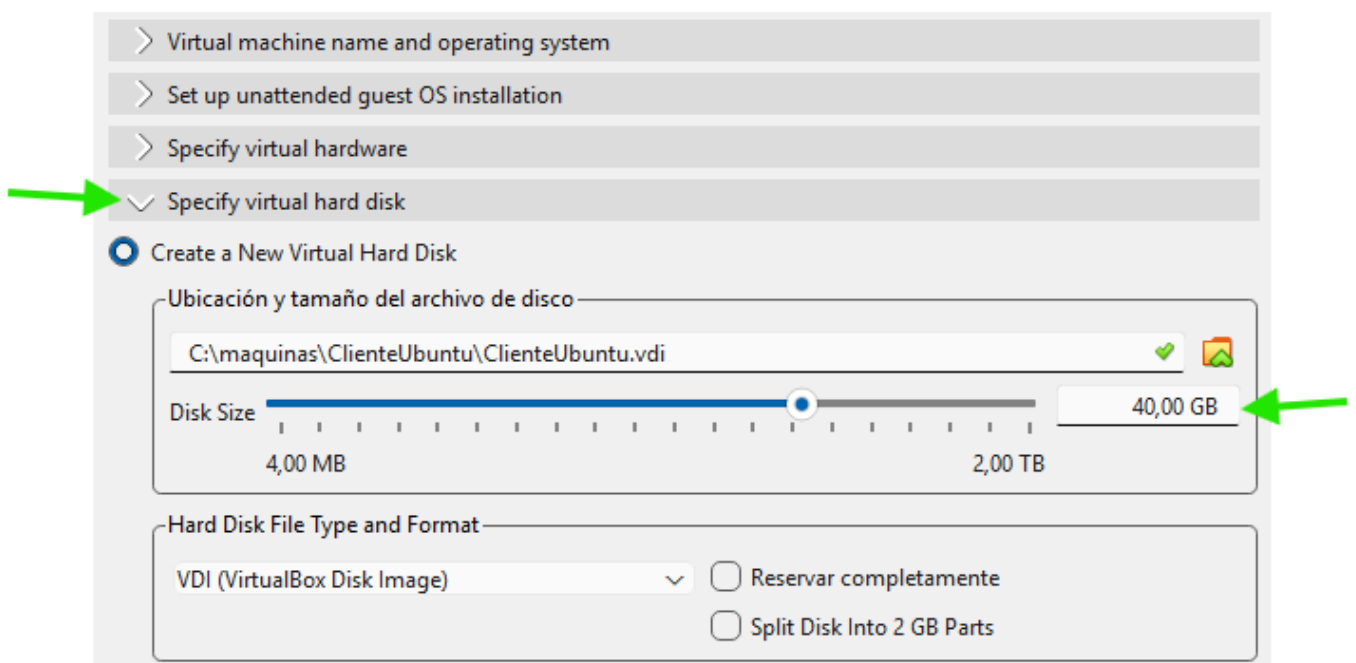 Virtual machine name and operating system
Set up unattended guest OS installation
Specify virtual hardware
Specify virtual hard disk
Create a New Virtual Hard Disk
Ubicación y tamaño del archivo de disco
C:\maquinas\ClienteUbuntu\ClienteUbuntu.vdi
Disk Size 40,00 GB
4,00 MB 2,00 TB
Hard Disk File Type and Format
VDI (VirtualBox Disk Image) Reservar completamente
Split Disk Into 2 GB Parts